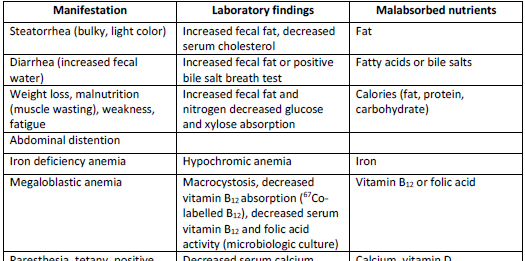 Manifestation Laboratory findings Malabsorbed nutrients
Steatorrhea (bulky, light color) Increased fecal fat, decreased Fat
serum cholesterol
Diarrhea (increased fecal Increased fecal fat or positive Fatty acids or bile salts
water) bile salt breath test
Weight loss, malnutrition Increased fecal fat and Calories (fat, protein,
(muscle wasting), weakness, nitrogen decreased glucose carbohydrate)
fatigue and xylose absorption
Abdominal distention
Iron deficiency anemia Hypochromic anemia Iron
Megaloblastic anemia Macrocystosis, decreased Vitamin B₁₂ or folic acid
vitamin B₁₂ absorption (⁶⁷Co-
labelled B₁₂), decreased serum
vitamin B₁₂ and folic acid
activity (microbiologic culture)
Paresthesia, tetany, positive Decreased serum calcium Calcium, vitamin D